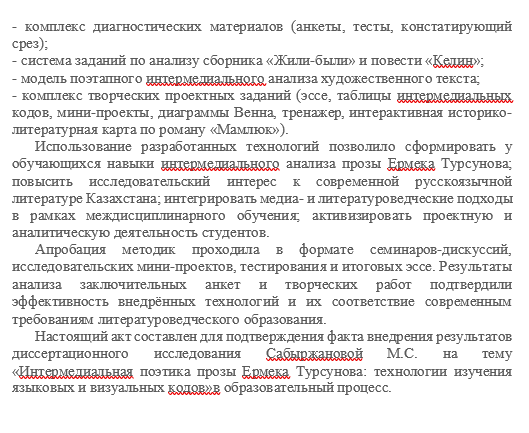 - комплекс диагностических материалов (анкеты, тесты, констатирующий
срез);
- система заданий по анализу сборника «Жили-были» и повести «Келин»;
- модель поэтапного интермедиального анализа художественного текста;
- комплекс творческих проектных заданий (эссе, таблицы интермедиальных
кодов, мини-проекты, диаграммы Венна, тренажер, интерактивная историко-
литературная карта по роману «Мамлюк»).
Использование разработанных технологий позволило сформировать у
обучающихся навыки интермедиального анализа прозы Ермека Турсунова;
повысить исследовательский интерес к современной русскоязычной
литературе Казахстана; интегрировать медиа- и литературоведческие подходы
в рамках междисциплинарного обучения; активизировать проектную и
аналитическую деятельность студентов.
Апробация методик проходила в формате семинаров-дискуссий,
исследовательских мини-проектов, тестирования и итоговых эссе. Результаты
анализа заключительных анкет и творческих работ подтвердили
эффективность внедрённых технологий и их соответствие современным
требованиям литературоведческого образования.
Настоящий акт составлен для подтверждения факта внедрения результатов
диссертационного исследования Сабыржановой М.С. на тему
«Интермедиальная поэтика прозы Ермека Турсунова: технологии изучения
языковых и визуальных кодов»в образовательный процесс.